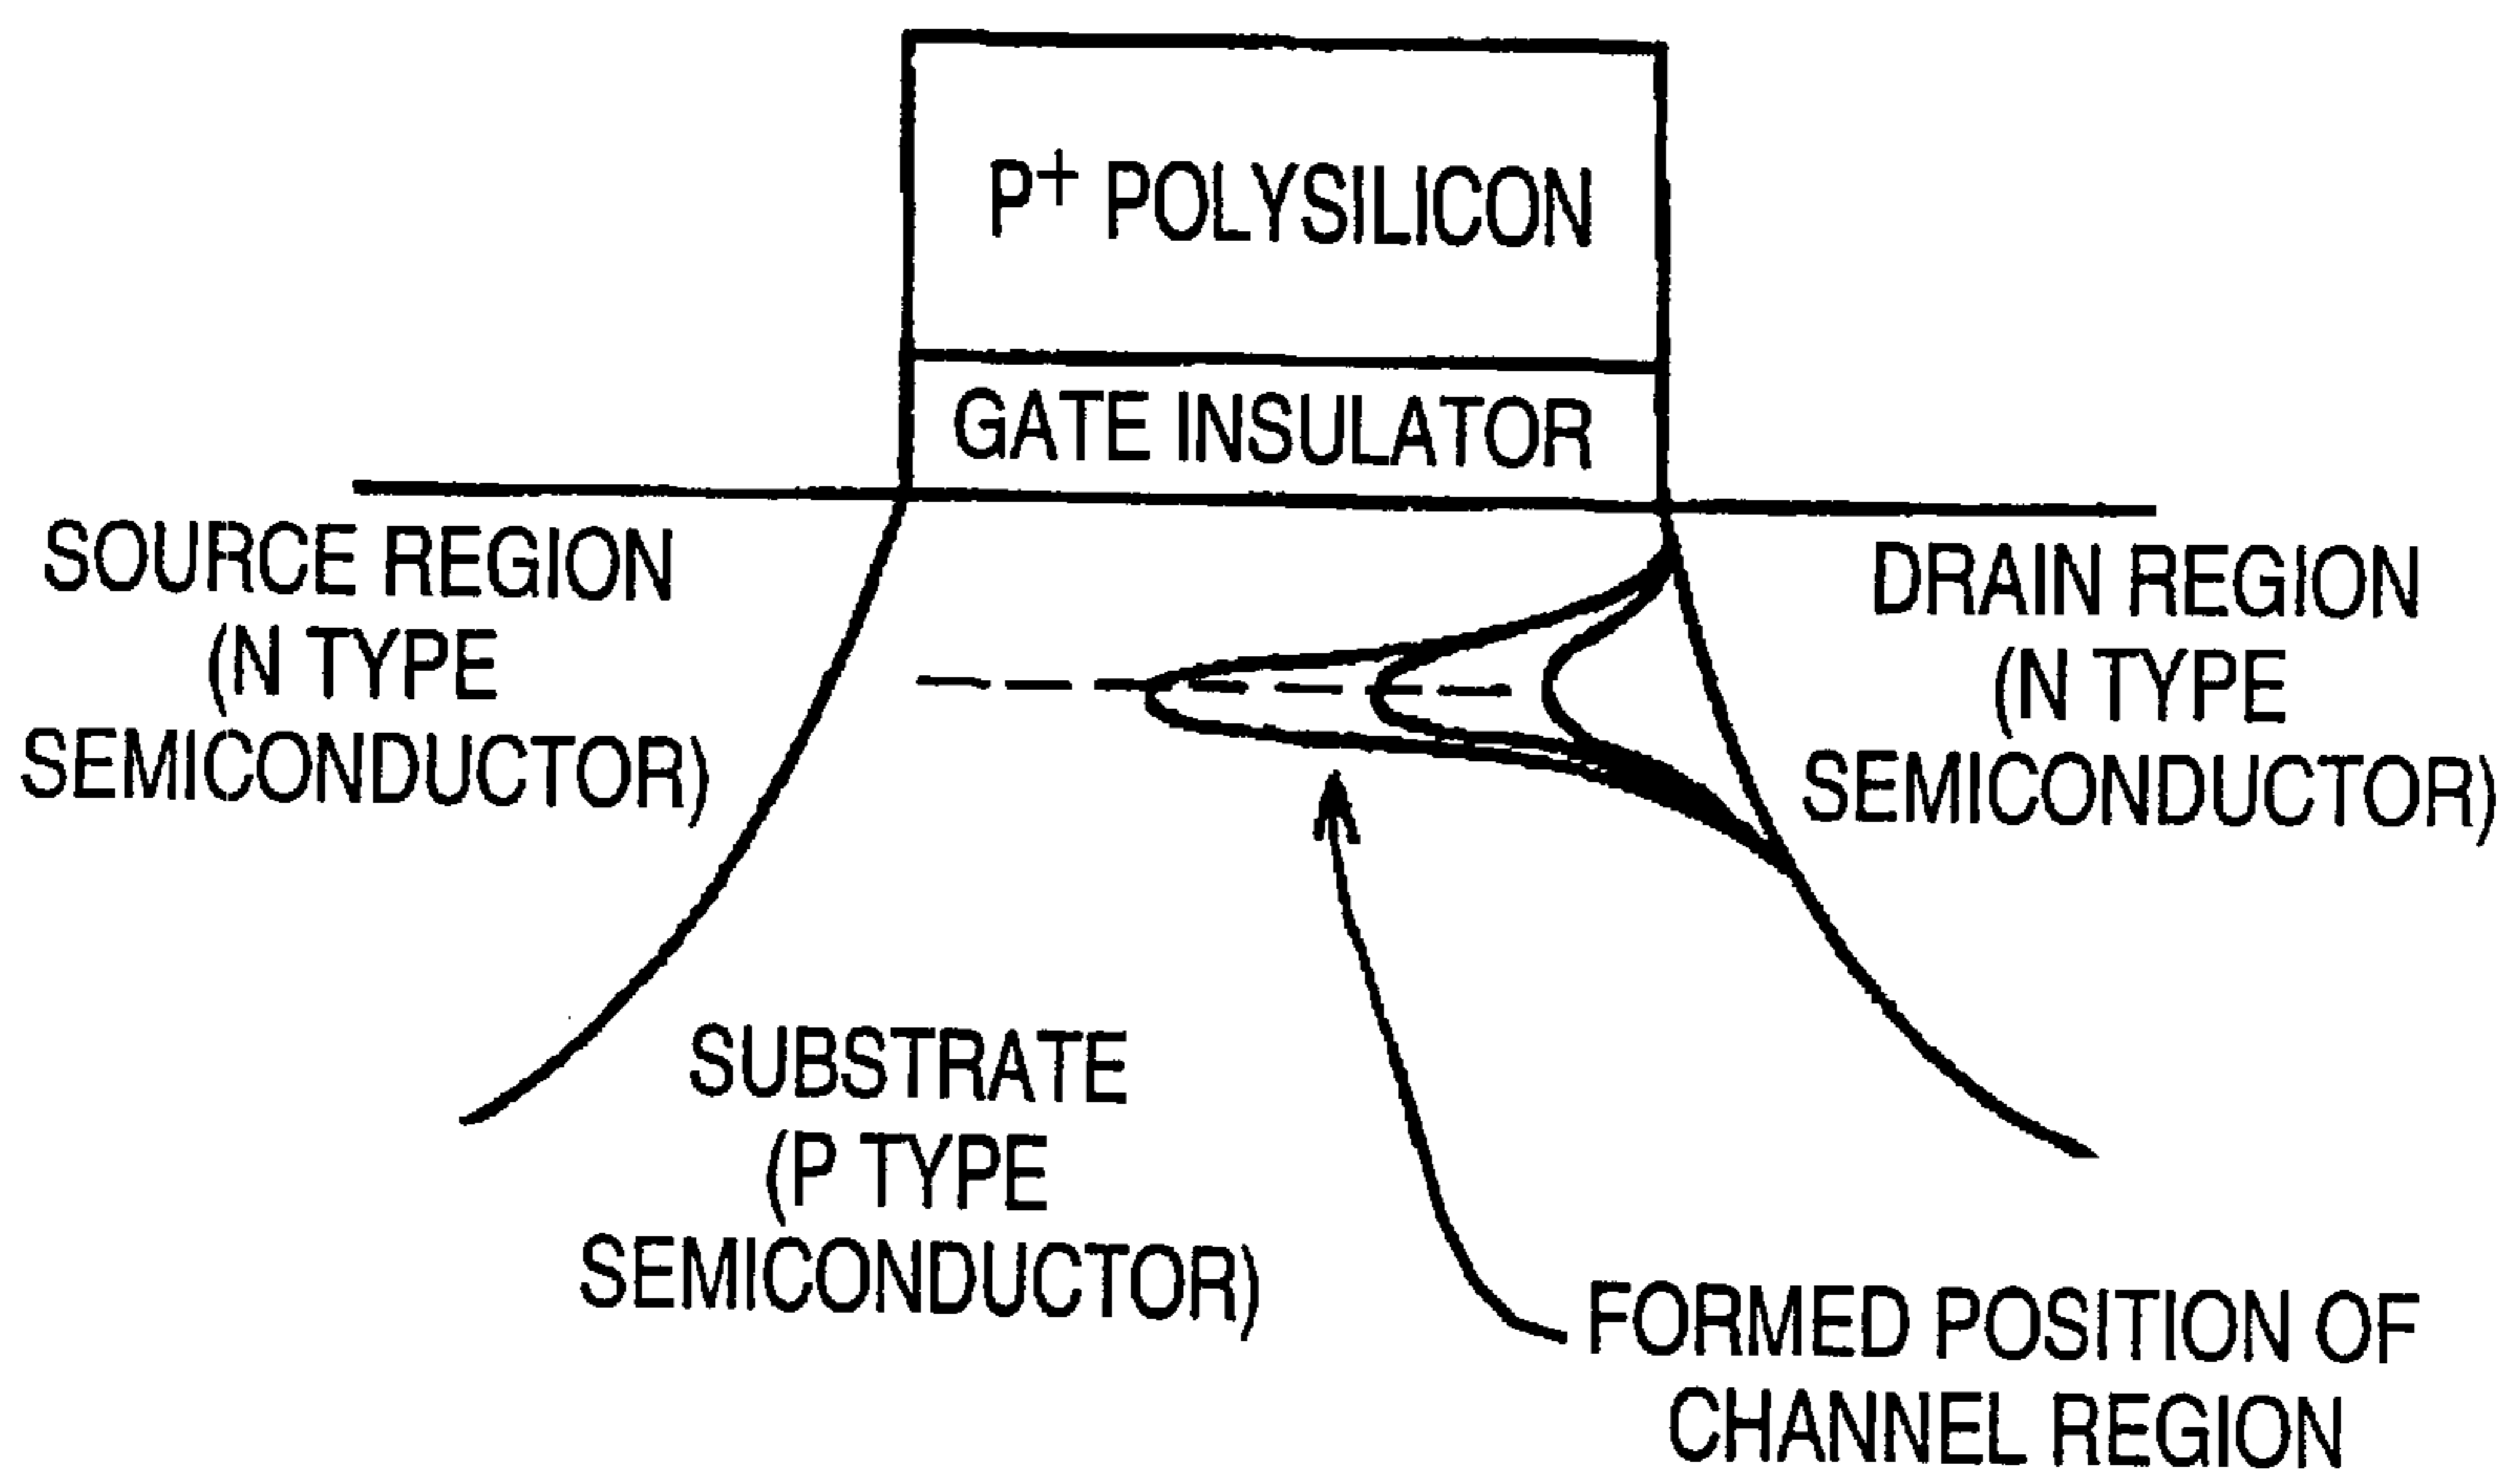 P+ POLYSILICON
GATE INSULATOR
SOURCE REGION
(N TYPE
SEMICONDUCTOR)
DRAIN REGION
(N TYPE
SEMICONDUCTOR)
SUBSTRATE
(P TYPE
SEMICONDUCTOR)
FORMED POSITION OF
CHANNEL REGION